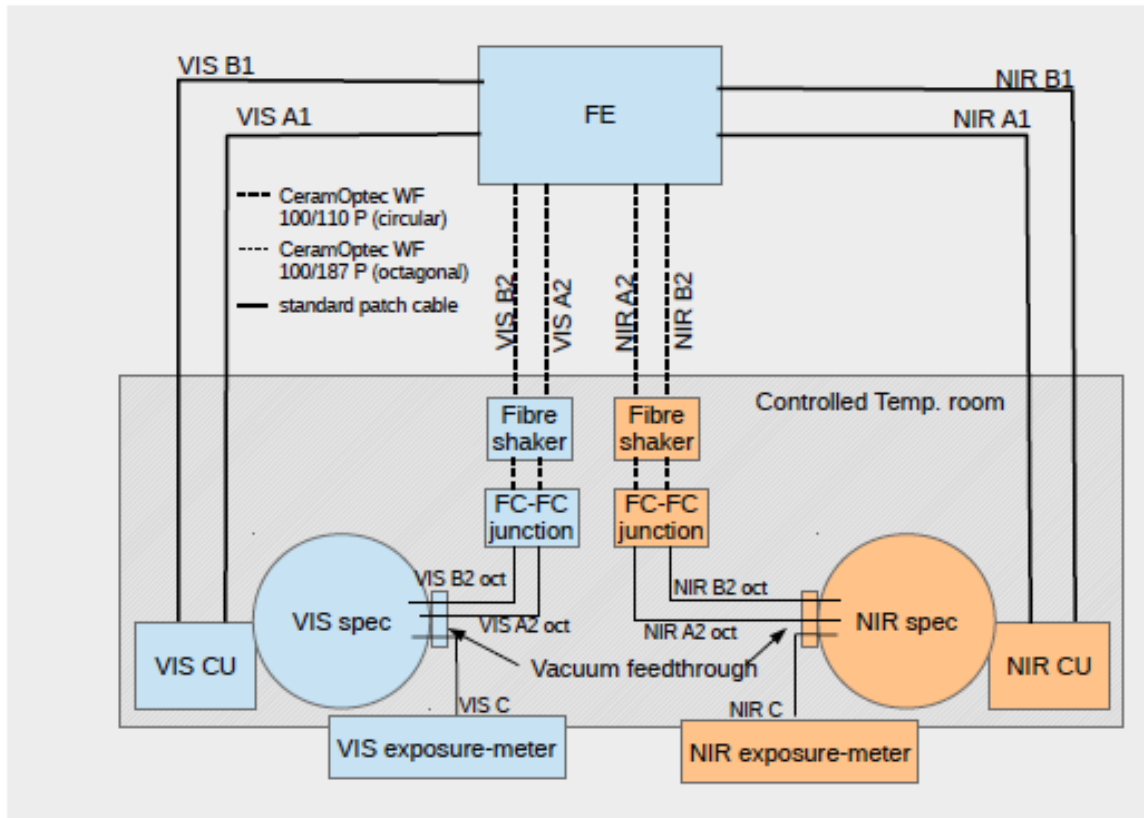 VIS B1
NIR B1
FE
VIS A1
NIR A1
CeramOptec WF
100/110 P (circular)
CeramOptec WF
100/187 P (octagonal)
standard patch cable
VIS B2
VIS A2
NIR A2
NIR B2
Controlled Temp. room
Fibre
shaker
Fibre
shaker
FC-FC
junction
FC-FC
junction
VIS B2 oct
NIR B2 oct
VIS spec
VIS A2 oct
NIR A2 oct
NIR spec
VIS CU
Vacuum feedthrough
NIR CU
VIS C
NIR C
VIS exposure-meter
NIR exposure-meter